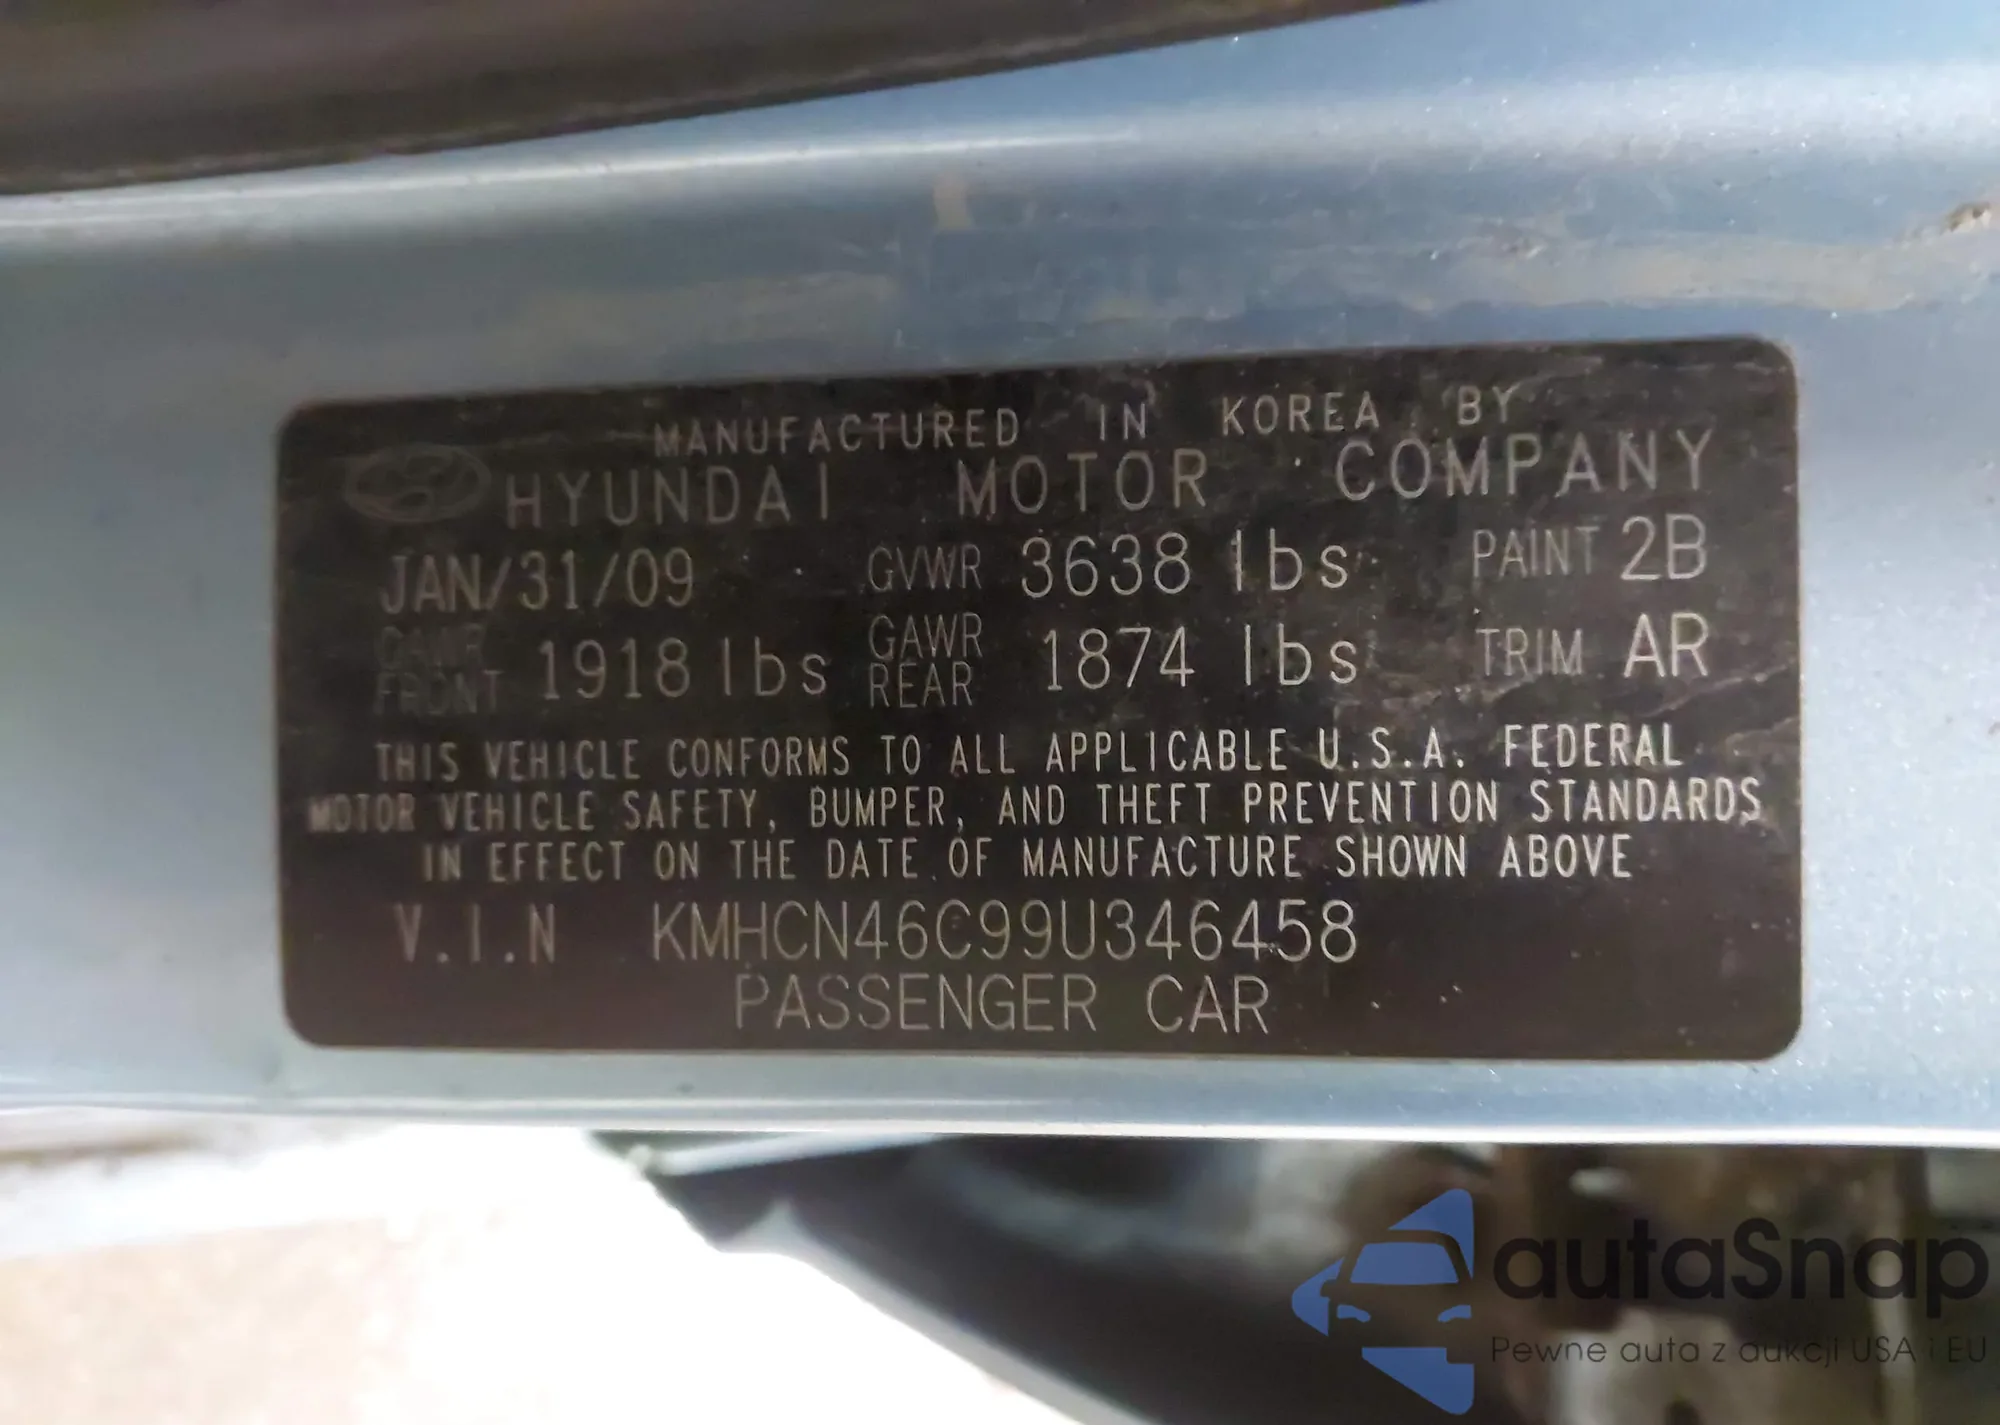 MANUFACTURED IN KOREA BY
HYUNDAI MOTOR COMPANY
JAN/31/09 GVWR 3638 lbs PAINT 2B
GAWR FRONT 1918 lbs GAWR REAR 1874 lbs TRIM AR
THIS VEHICLE CONFORMS TO ALL APPLICABLE U.S.A. FEDERAL
MOTOR VEHICLE SAFETY, BUMPER, AND THEFT PREVENTION STANDARDS
IN EFFECT ON THE DATE OF MANUFACTURE SHOWN ABOVE
V.I.N KMHCN46C99U346458
PASSENGER CAR
autaSnap
Pewne auta z aukcji USA i EU